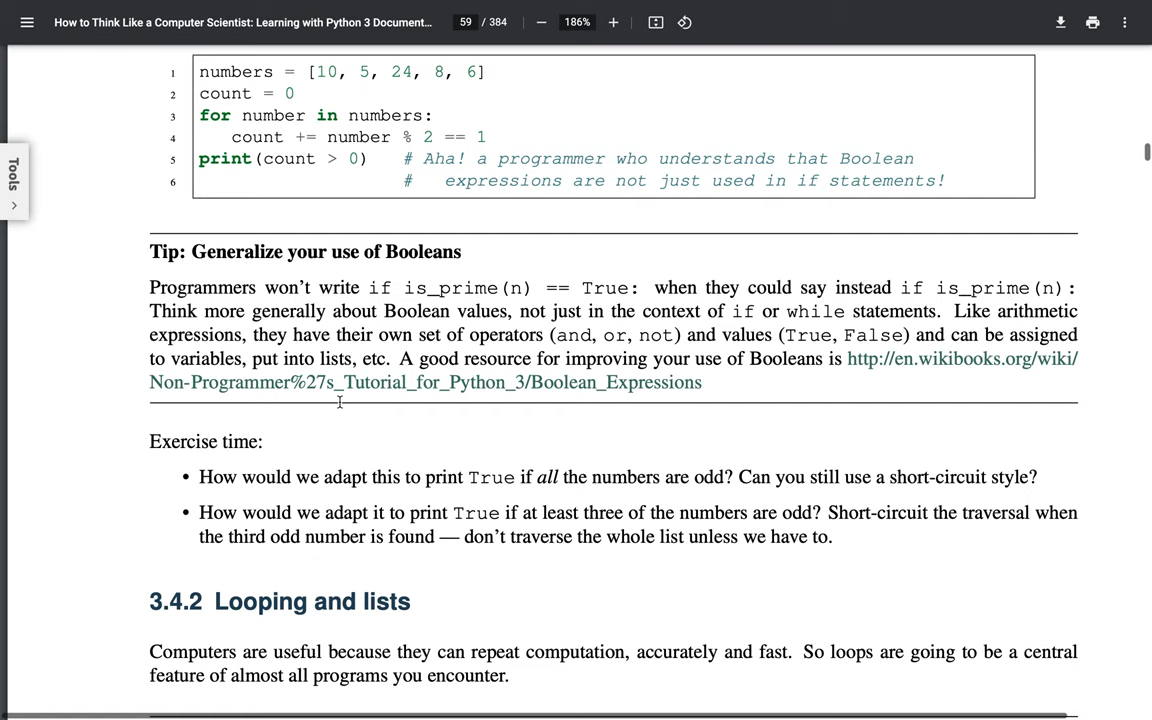 How to Think Like a Computer Scientist: Learning with Python 3 Document... 59 / 384 186%
1 numbers = [10, 5, 24, 8, 6]
2 count = 0
3 for number in numbers:
4 count += number % 2 == 1
5 print(count > 0) # Aha! a programmer who understands that Boolean
6 # expressions are not just used in if statements!
Tools
Tip: Generalize your use of Booleans
Programmers won’t write if is_prime(n) == True: when they could say instead if is_prime(n):
Think more generally about Boolean values, not just in the context of if or while statements. Like arithmetic
expressions, they have their own set of operators (and, or, not) and values (True, False) and can be assigned
to variables, put into lists, etc. A good resource for improving your use of Booleans is http://en.wikibooks.org/wiki/
Non-Programmer%27s_Tutorial_for_Python_3/Boolean_Expressions
Exercise time:
• How would we adapt this to print True if all the numbers are odd? Can you still use a short-circuit style?
• How would we adapt it to print True if at least three of the numbers are odd? Short-circuit the traversal when
the third odd number is found — don’t traverse the whole list unless we have to.
3.4.2 Looping and lists
Computers are useful because they can repeat computation, accurately and fast. So loops are going to be a central
feature of almost all programs you encounter.